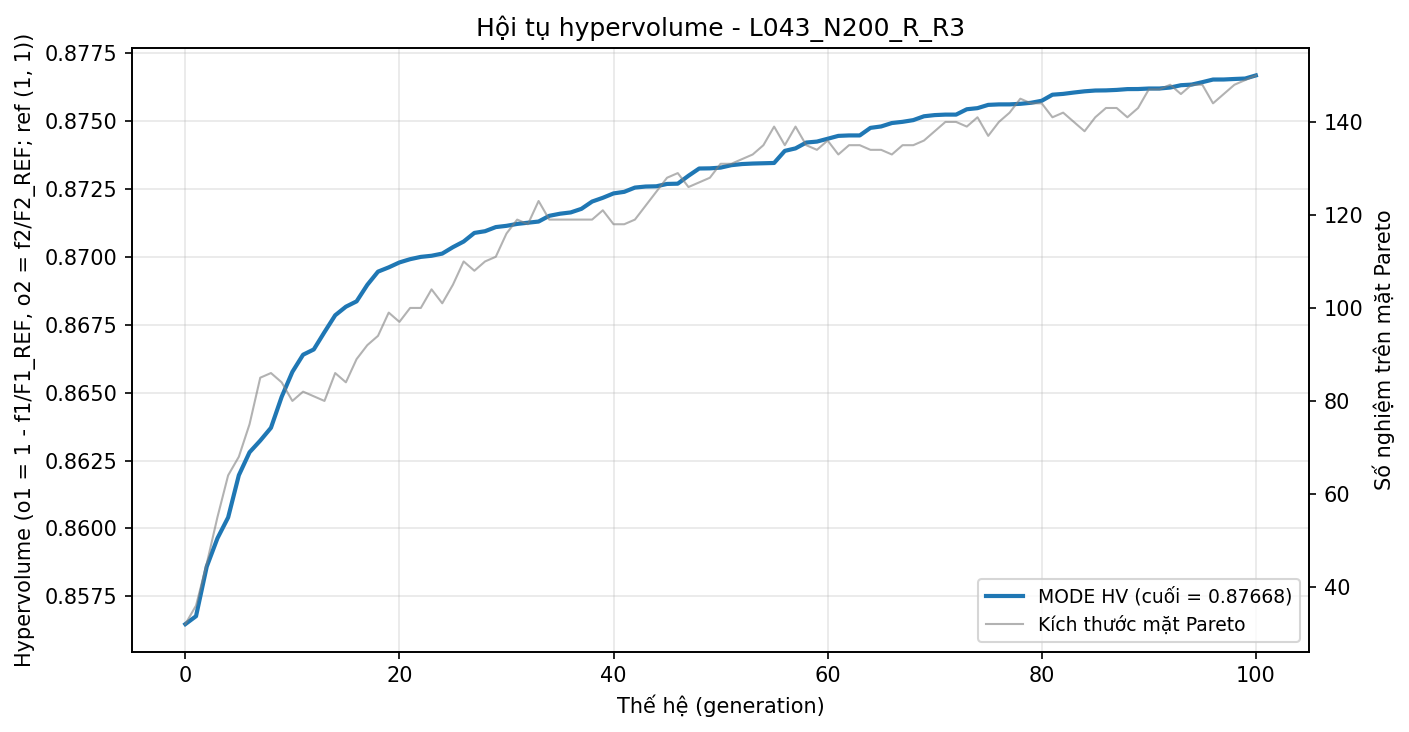 Hội tụ hypervolume - L043_N200_R_R3
Hypervolume (o1 = 1 - f1/F1_REF, o2 = f2/F2_REF; ref (1, 1))
0.8775
0.8750
0.8725
0.8700
0.8675
0.8650
0.8625
0.8600
0.8575
140
120
100
80
60
40
Số nghiệm trên mặt Pareto
MODE HV (cuối = 0.87668)
Kích thước mặt Pareto
0 20 40 60 80 100
Thế hệ (generation)